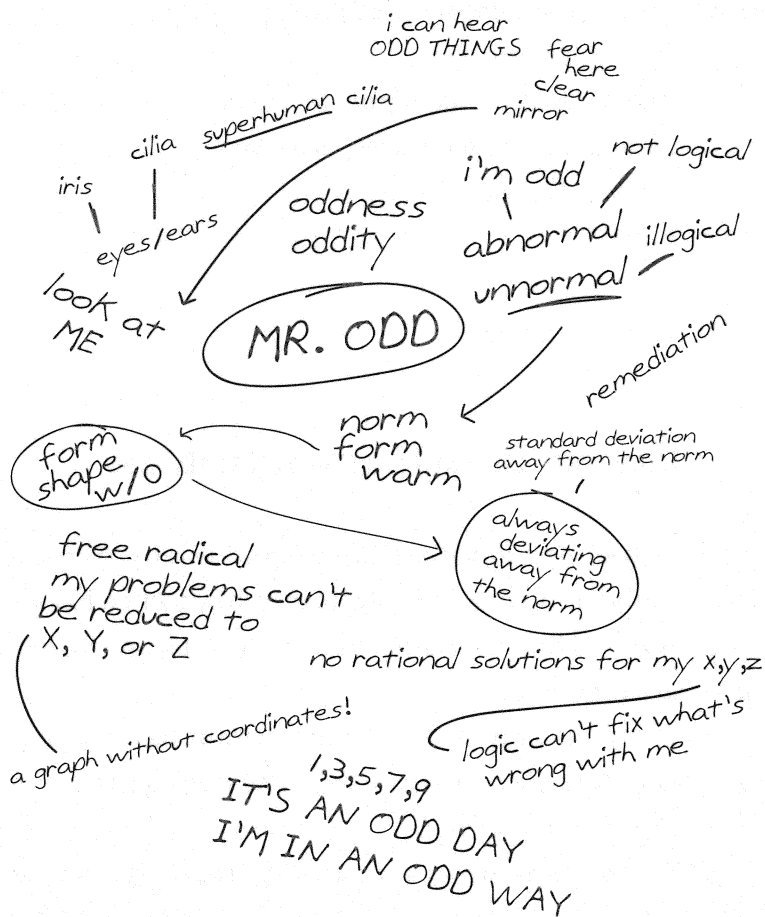 i can hear
ODD THINGS
fear
here
clear
mirror
cilia
superhuman cilia
iris
eyes/ears
look at
ME
oddness
oddity
i'm odd
not logical
abnormal
illogical
unnormal
MR. ODD
remediation
norm
form
warm
standard deviation
away from the norm
form
shape
w/O
always
deviating
away from
the norm
free radical
my problems can't
be reduced to
X, Y, or Z
no rational solutions for my x,y,z
a graph without coordinates!
logic can't fix what's
wrong with me
1,3,5,7,9
IT'S AN ODD DAY
I'M IN AN ODD WAY